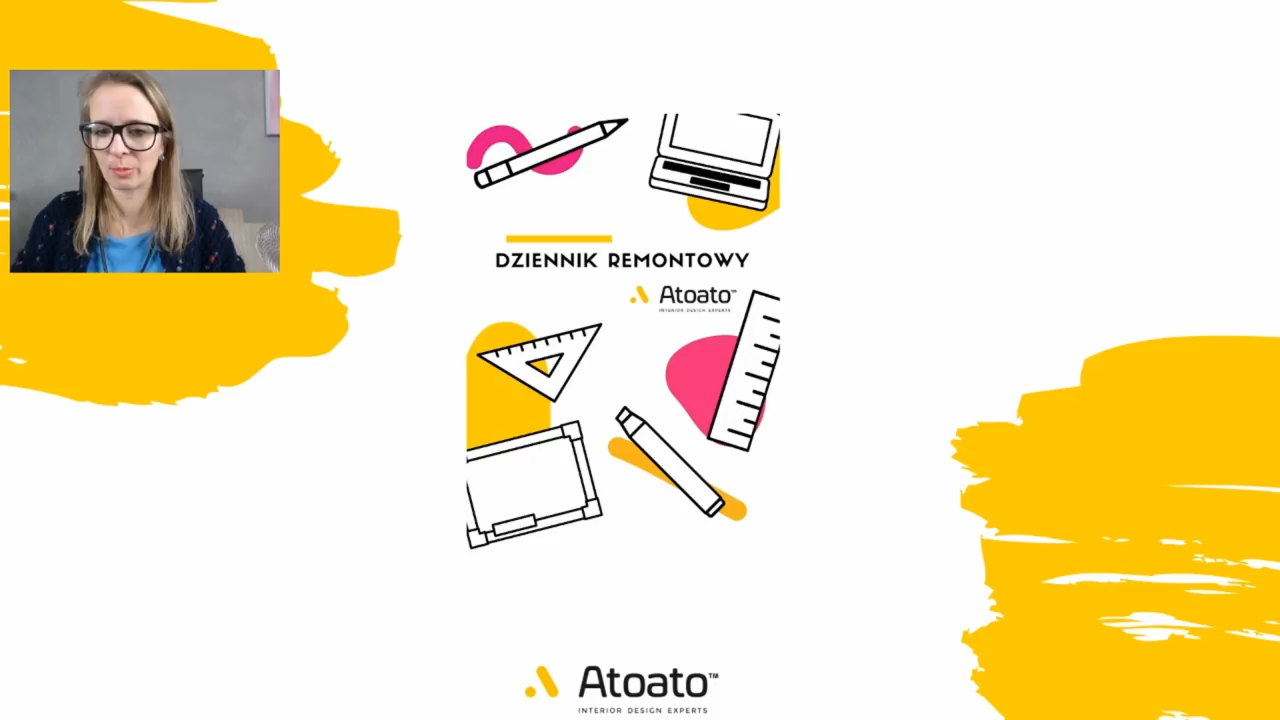 DZIENNIK REMONTOWY
Atoato™
INTERIOR DESIGN EXPERTS
Atoato™
INTERIOR DESIGN EXPERTS